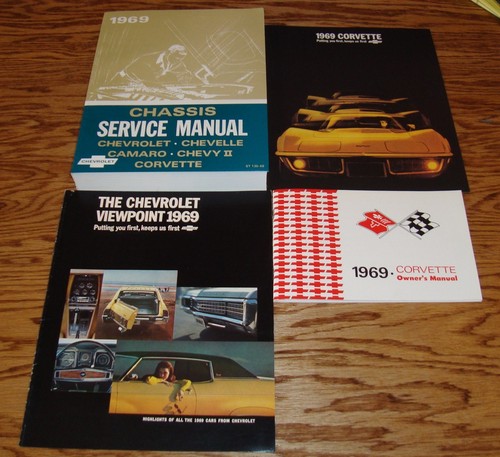 1969
CHASSIS
SERVICE MANUAL
CHEVROLET · CHEVELLE
CAMARO · CHEVY II
CORVETTE
CHEVROLET
1969 CORVETTE
Putting you first, keeps us first
THE CHEVROLET
VIEWPOINT 1969
Putting you first, keeps us first
HIGHLIGHTS OF ALL THE 1969 CARS FROM CHEVROLET
1969 · CORVETTE
Owner's Manual